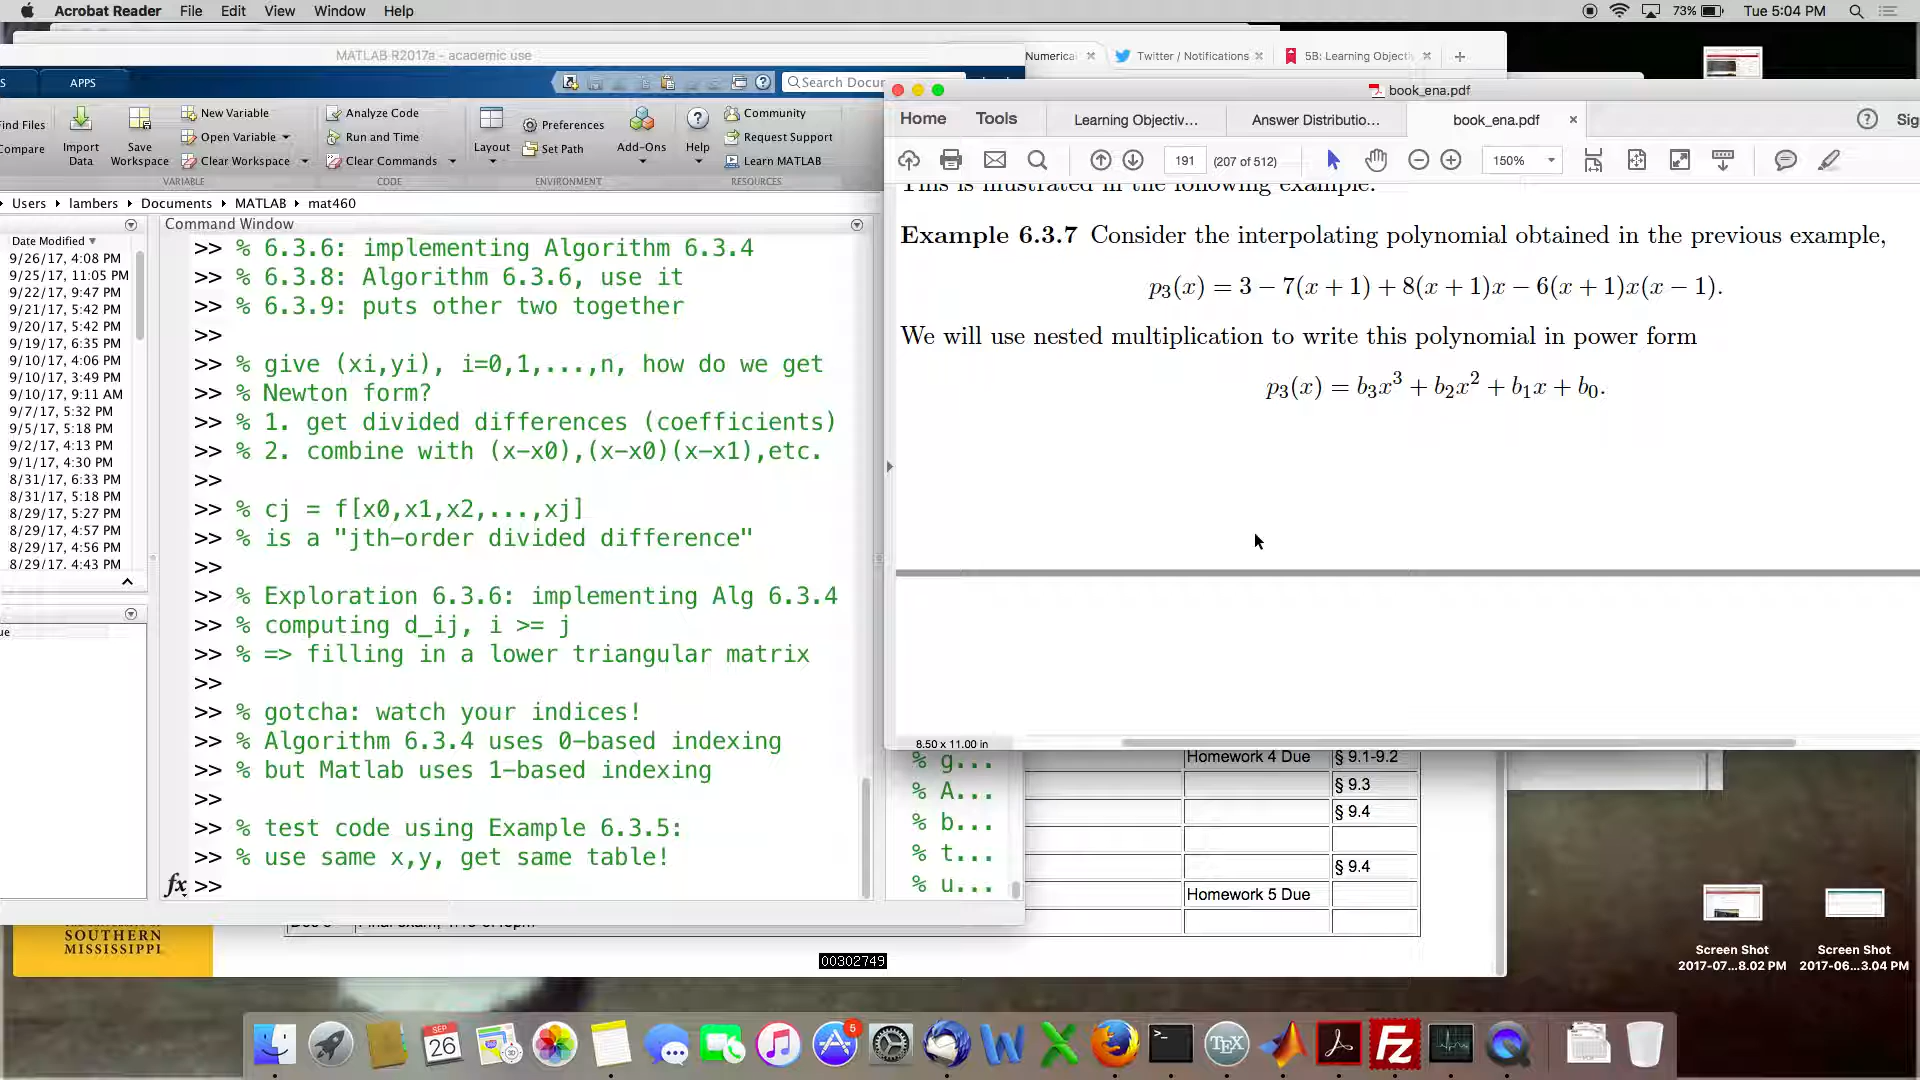 Acrobat Reader File Edit View Window Help
73% Tue 5:04 PM
MATLAB R2017a - academic use
Numerical
Twitter / Notifications
5B: Learning Objecti
S APPS
Search Docu
book_ena.pdf
Find Files
Compare
Import
Data
Save
Workspace
New Variable
Open Variable
Clear Workspace
VARIABLE
Analyze Code
Run and Time
Clear Commands
CODE
Layout
Preferences
Set Path
ENVIRONMENT
Add-Ons
Help
Community
Request Support
Learn MATLAB
RESOURCES
Home Tools Learning Objectiv... Answer Distributio... book_ena.pdf
Sig
191 (207 of 512) 150%
Users lambers Documents MATLAB mat460
Date Modified
9/26/17, 4:08 PM
9/25/17, 11:05 PM
9/22/17, 9:47 PM
9/21/17, 5:42 PM
9/20/17, 5:42 PM
9/19/17, 6:35 PM
9/10/17, 4:06 PM
9/10/17, 3:49 PM
9/10/17, 9:11 AM
9/7/17, 5:32 PM
9/5/17, 5:18 PM
9/2/17, 4:13 PM
9/1/17, 4:30 PM
8/31/17, 6:33 PM
8/31/17, 5:18 PM
8/29/17, 5:27 PM
8/29/17, 4:57 PM
8/29/17, 4:56 PM
8/29/17, 4:43 PM
ue
Command Window
>> % 6.3.6: implementing Algorithm 6.3.4
>> % 6.3.8: Algorithm 6.3.6, use it
>> % 6.3.9: puts other two together
>>
>> % give (xi,yi), i=0,1,...,n, how do we get
>> % Newton form?
>> % 1. get divided differences (coefficients)
>> % 2. combine with (x-x0),(x-x0)(x-x1),etc.
>>
>> % cj = f[x0,x1,x2,...,xj]
>> % is a "jth-order divided difference"
>>
>> % Exploration 6.3.6: implementing Alg 6.3.4
>> % computing d_ij, i >= j
>> % => filling in a lower triangular matrix
>>
>> % gotcha: watch your indices!
>> % Algorithm 6.3.4 uses 0-based indexing
>> % but Matlab uses 1-based indexing
>>
>> % test code using Example 6.3.5:
>> % use same x,y, get same table!
fx >>
This is illustrated in the following example.
Example 6.3.7 Consider the interpolating polynomial obtained in the previous example,
p₃(x) = 3 − 7(x + 1) + 8(x + 1)x − 6(x + 1)x(x − 1).
We will use nested multiplication to write this polynomial in power form
p₃(x) = b₃x³ + b₂x² + b₁x + b₀.
8.50 x 11.00 in
% g...
% A...
% b...
% t...
% u...
Homework 4 Due § 9.1-9.2
§ 9.3
§ 9.4
§ 9.4
Homework 5 Due
SOUTHERN
MISSISSIPPI
00302749
Screen Shot
2017-07...8.02 PM
Screen Shot
2017-06...3.04 PM
SEP
26
5
TEX